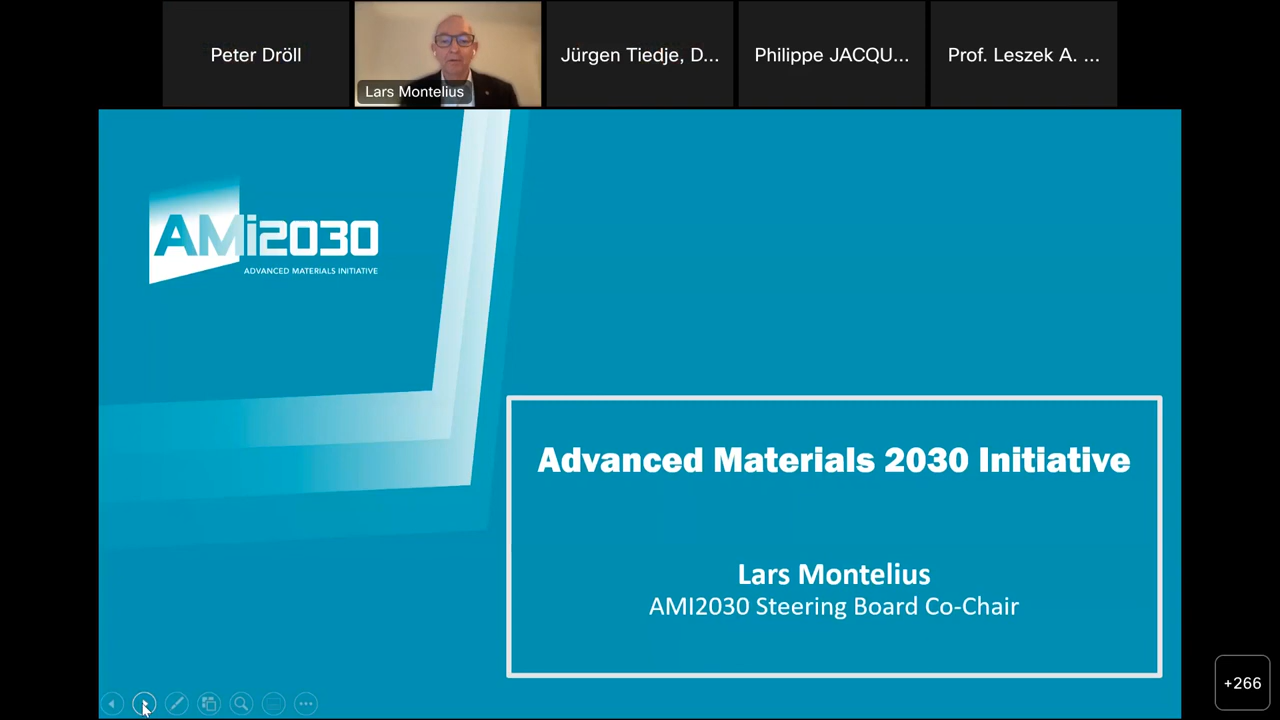 Peter Dröll
Lars Montelius
Jürgen Tiedje, D...
Philippe JACQU...
Prof. Leszek A. ...
AMi2030
ADVANCED MATERIALS INITIATIVE
Advanced Materials 2030 Initiative
Lars Montelius
AMI2030 Steering Board Co-Chair
+266